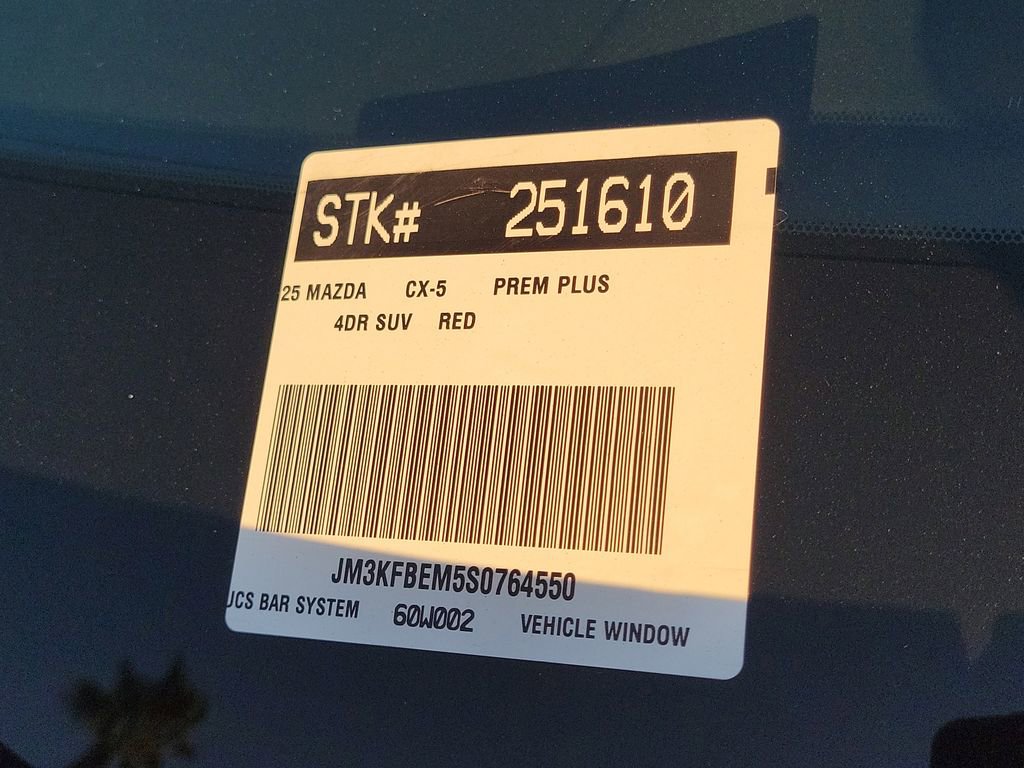 STK# 251610
25 MAZDA CX-5 PREM PLUS
4DR SUV RED
JM3KFBEM5S0764550
UCS BAR SYSTEM 60W002 VEHICLE WINDOW